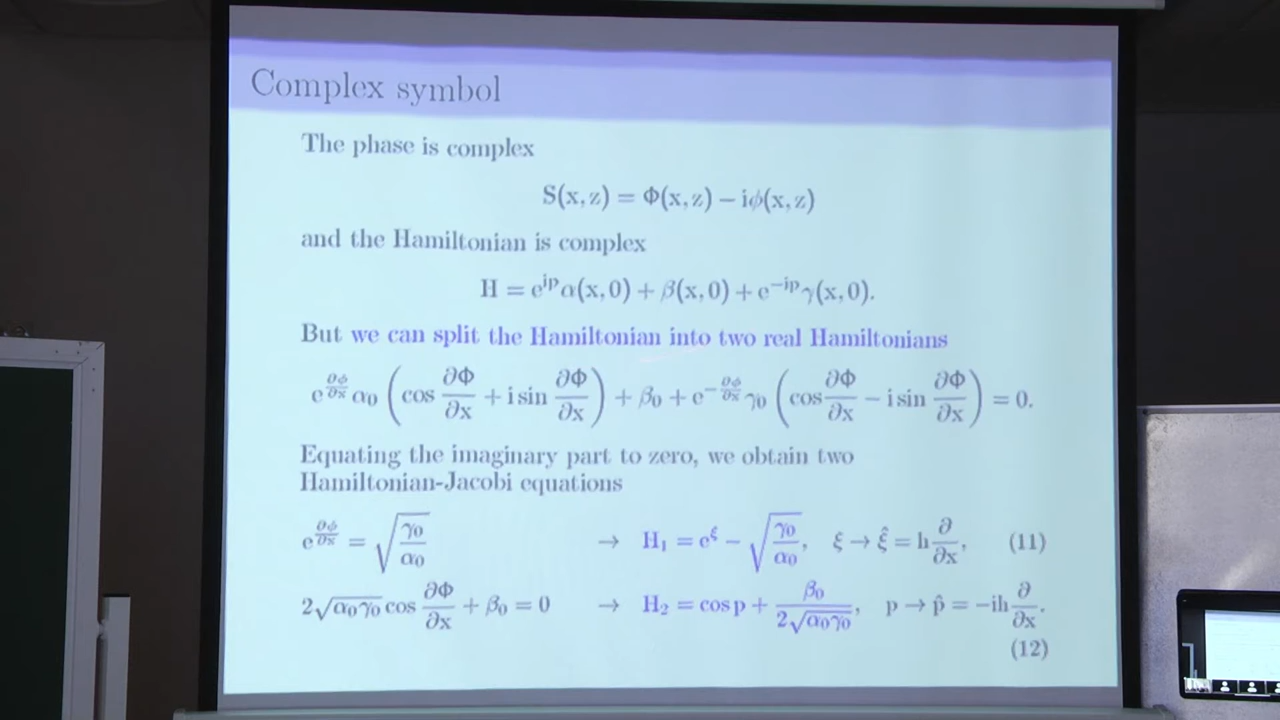 Complex symbol
The phase is complex
S(x, z) = Φ(x, z) − iϕ(x, z)
and the Hamiltonian is complex
H = e^{ip}α(x, 0) + β(x, 0) + e^{−ip}γ(x, 0).
But we can split the Hamiltonian into two real Hamiltonians
e^{∂ϕ/∂x} α₀ (cos ∂Φ/∂x + i sin ∂Φ/∂x) + β₀ + e^{−∂ϕ/∂x} γ₀ (cos ∂Φ/∂x − i sin ∂Φ/∂x) = 0.
Equating the imaginary part to zero, we obtain two
Hamiltonian-Jacobi equations
e^{∂ϕ/∂x} = √(γ₀/α₀) → H₁ = e^ξ − √(γ₀/α₀), ξ → ξ̂ = h ∂/∂x, (11)
2√(α₀γ₀) cos ∂Φ/∂x + β₀ = 0 → H₂ = cos p + β₀/(2√(α₀γ₀)), p → p̂ = −ih ∂/∂x.
(12)